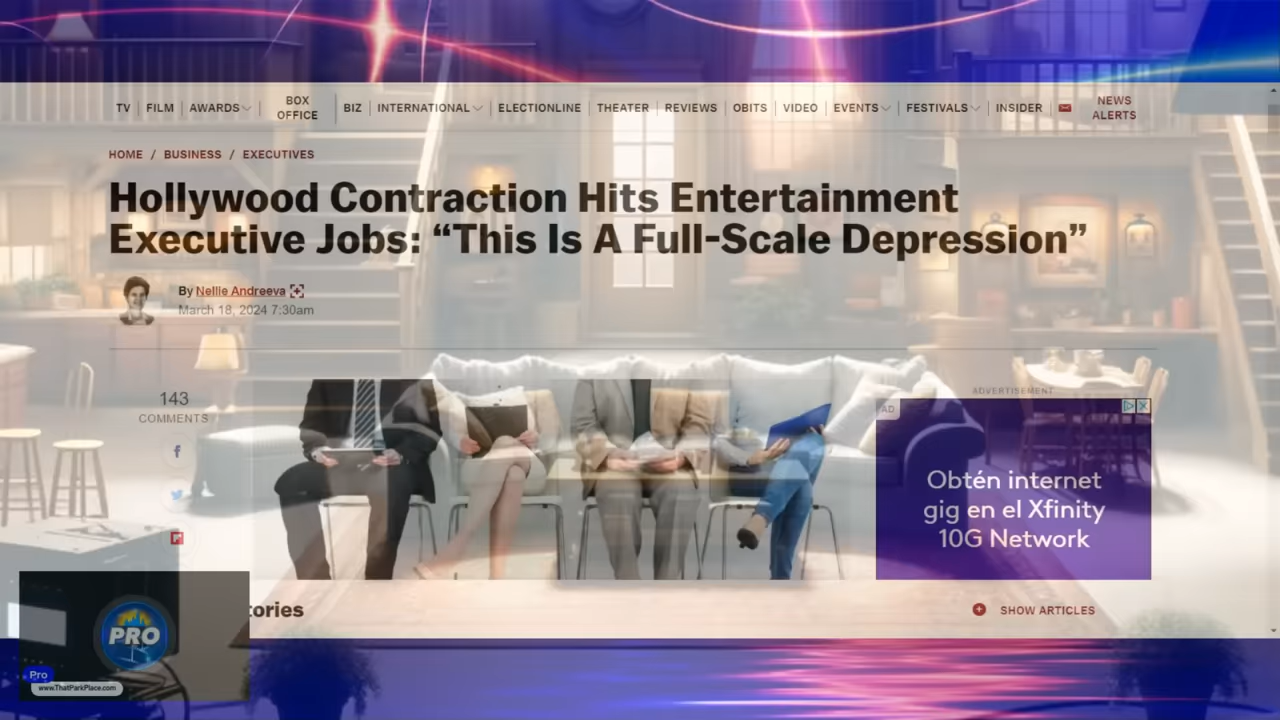 TV | FILM | AWARDS | BOX OFFICE | BIZ | INTERNATIONAL | ELECTIONLINE | THEATER | REVIEWS | OBITS | VIDEO | EVENTS | FESTIVALS | INSIDER NEWS ALERTS
HOME / BUSINESS / EXECUTIVES
Hollywood Contraction Hits Entertainment
Executive Jobs: “This Is A Full-Scale Depression”
By Nellie Andreeva
March 18, 2024 7:30am
143
COMMENTS
ADVERTISEMENT
AD
Obtén internet
gig en el Xfinity
10G Network
tories
SHOW ARTICLES
PRO
Pro
www.ThatParkPlace.com